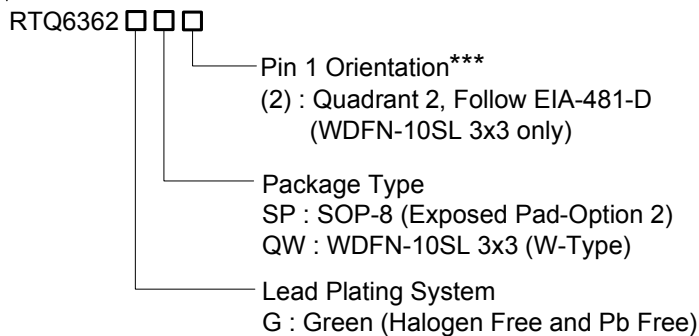 RTQ6362
Pin 1 Orientation***
(2) : Quadrant 2, Follow EIA-481-D
(WDFN-10SL 3x3 only)
Package Type
SP : SOP-8 (Exposed Pad-Option 2)
QW : WDFN-10SL 3x3 (W-Type)
Lead Plating System
G : Green (Halogen Free and Pb Free)